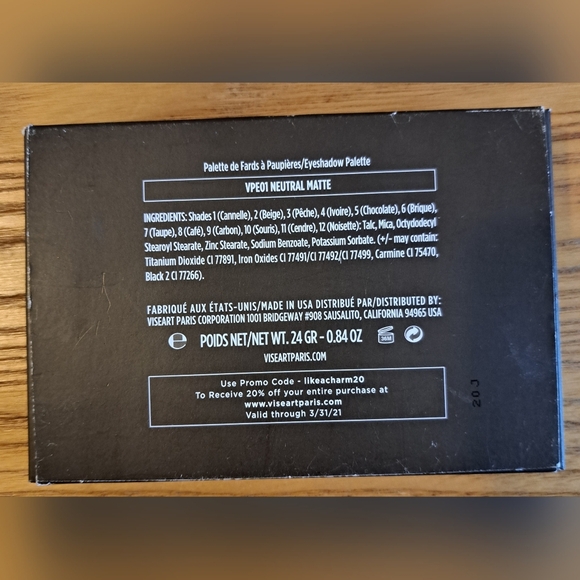 Palette de Fards à Paupières/Eyeshadow Palette
VPE01 NEUTRAL MATTE
INGREDIENTS: Shades 1 (Cannelle), 2 (Beige), 3 (Pêche), 4 (Ivoire), 5 (Chocolate), 6 (Brique),
7 (Taupe), 8 (Café), 9 (Carbon), 10 (Souris), 11 (Cendre), 12 (Noisette): Talc, Mica, Octydodecyl
Stearoyl Stearate, Zinc Stearate, Sodium Benzoate, Potassium Sorbate. (+/- may contain:
Titanium Dioxide CI 77891, Iron Oxides CI 77491/CI 77492/CI 77499, Carmine CI 75470,
Black 2 CI 77266).
FABRIQUÉ AUX ÉTATS-UNIS/MADE IN USA DISTRIBUÉ PAR/DISTRIBUTED BY:
VISEART PARIS CORPORATION 1001 BRIDGEWAY #908 SAUSALITO, CALIFORNIA 94965 USA
e POIDS NET/NET WT. 24 GR - 0.84 OZ 36M
VISEARTPARIS.COM
Use Promo Code - likeacharm20
To Receive 20% off your entire purchase at
www.viseartparis.com
Valid through 3/31/21
20J